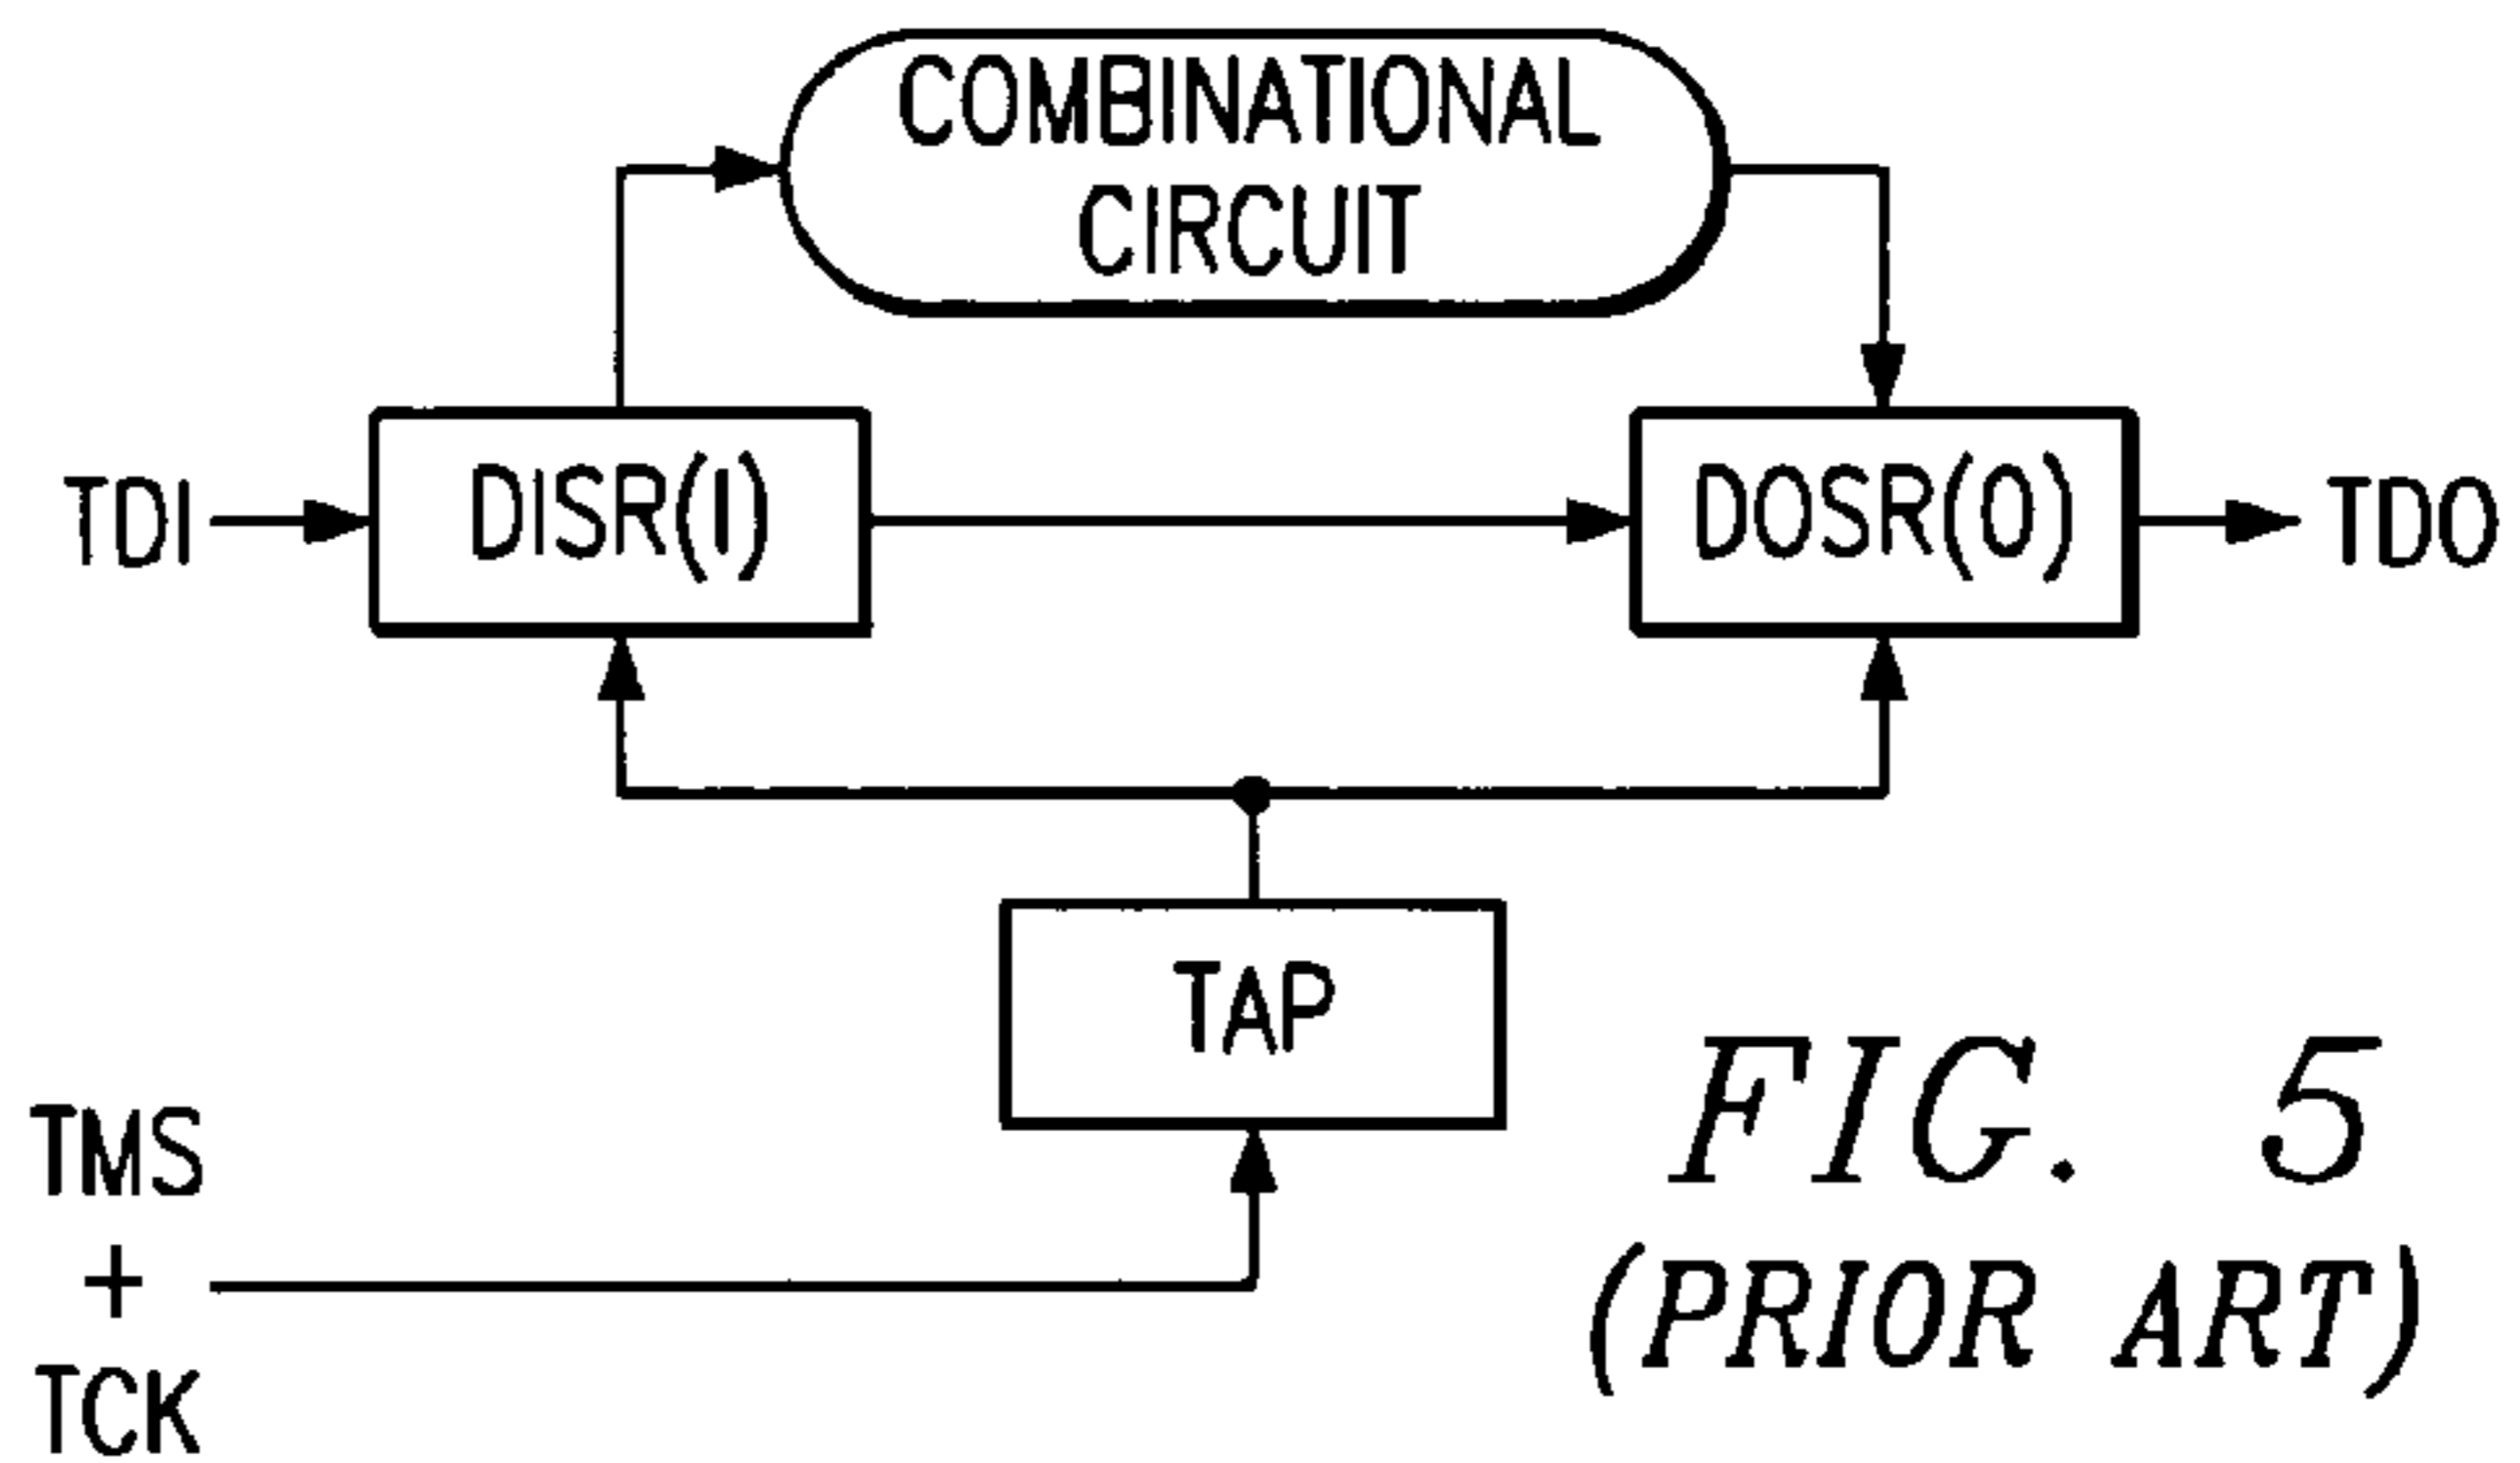 COMBINATIONAL
CIRCUIT
TDI
DISR(I)
DOSR(O)
TDO
TAP
TMS
+
TCK
FIG. 5
(PRIOR ART)